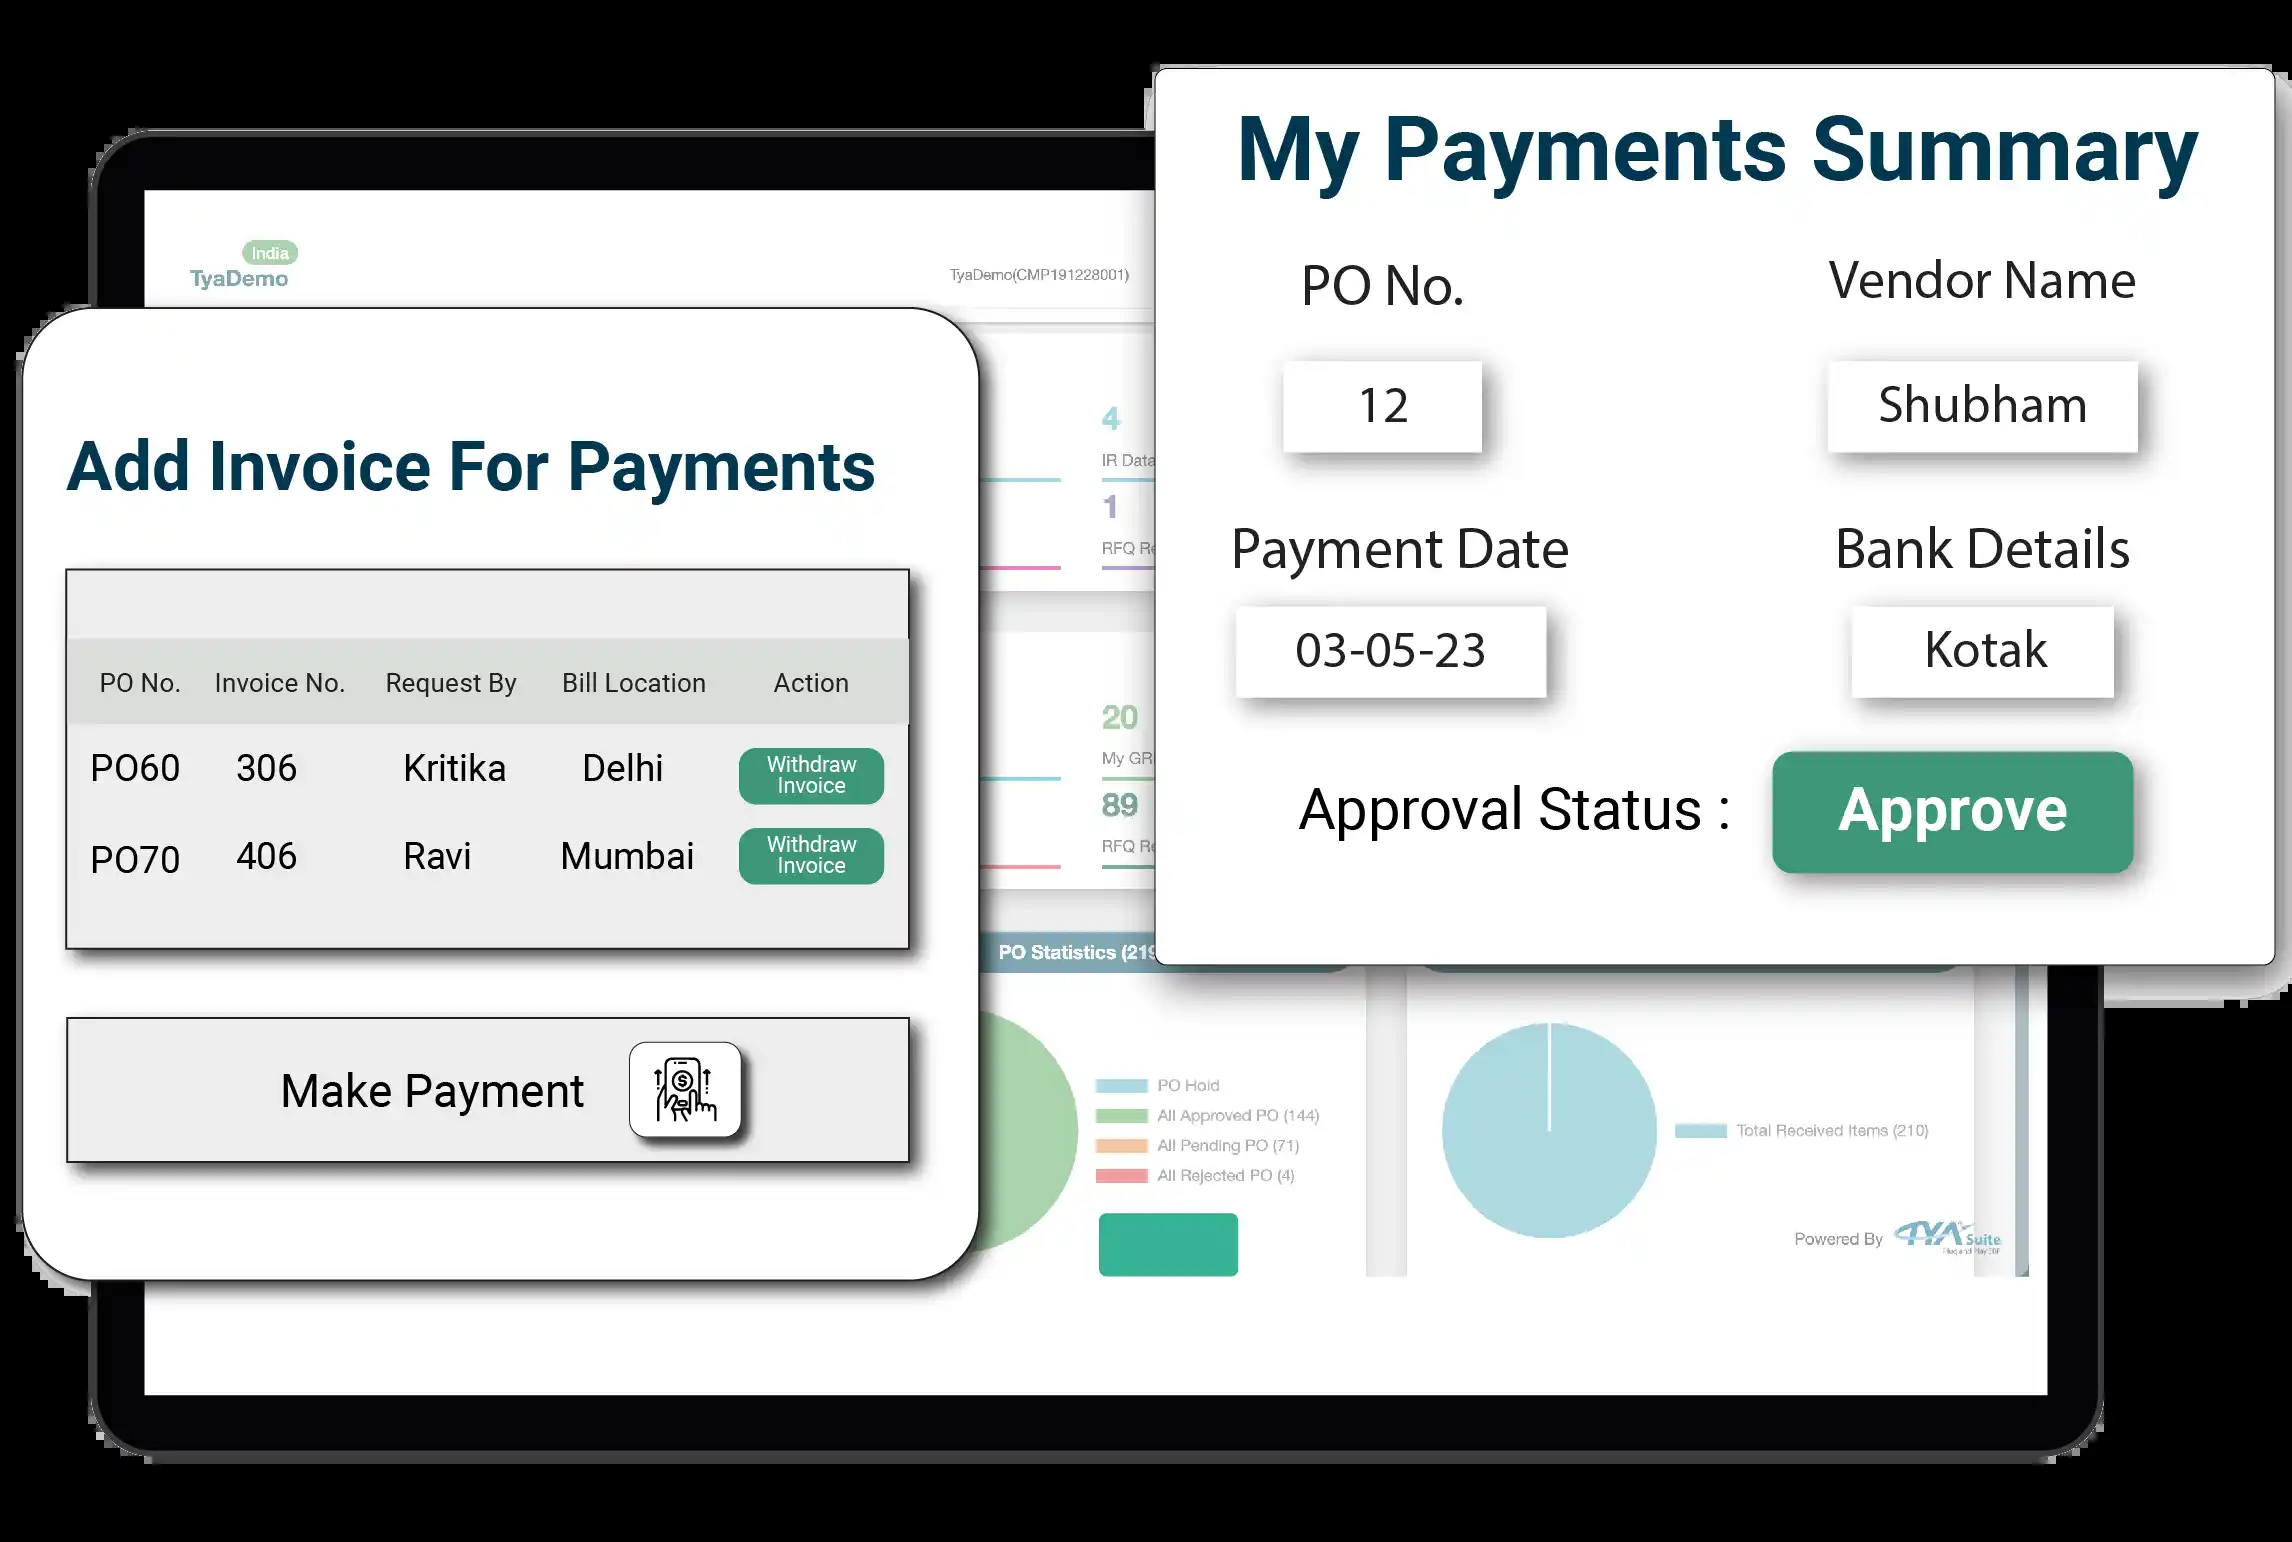 My Payments Summary
PO No.
Vendor Name
12
Shubham
Payment Date
Bank Details
03-05-23
Kotak
Approval Status :
Approve
India
TyaDemo
TyaDemo(CMP191228001)
Add Invoice For Payments
PO No. Invoice No. Request By Bill Location Action
PO60 306 Kritika Delhi Withdraw Invoice
PO70 406 Ravi Mumbai Withdraw Invoice
Make Payment
4
IR Data
1
RFQ
20
My
89
RFQ
PO Statistics
PO Hold
All Approved PO (144)
All Pending PO (71)
All Rejected PO (4)
Total Received Items (210)
Powered By TYA Suite